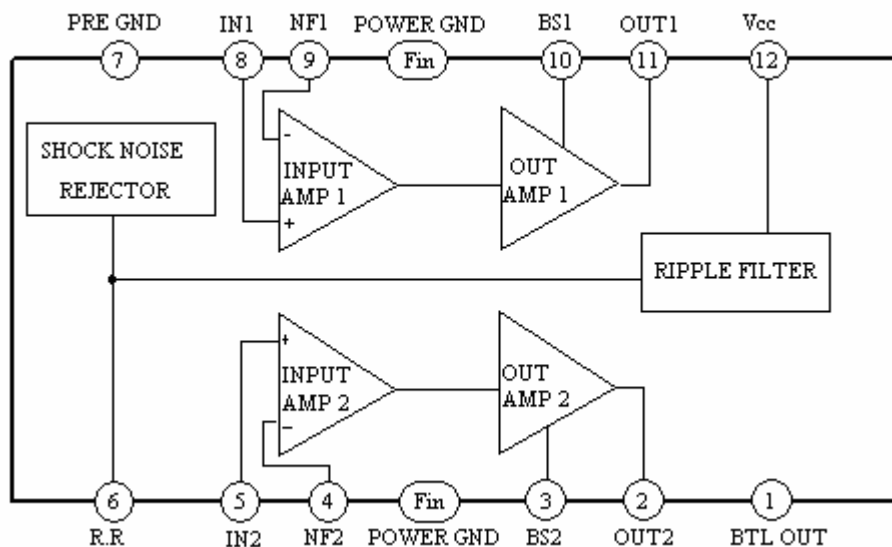 PRE GND IN1 NF1 POWER GND BS1 OUT1 Vcc
7 8 9 Fin 10 11 12
SHOCK NOISE
REJECTOR
-
INPUT
AMP 1
+
OUT
AMP 1
RIPPLE FILTER
+
INPUT
AMP 2
-
OUT
AMP 2
6 5 4 Fin 3 2 1
R.R IN2 NF2 POWER GND BS2 OUT2 BTL OUT